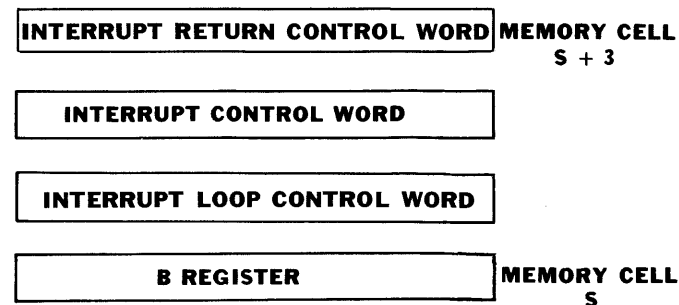 INTERRUPT RETURN CONTROL WORD MEMORY CELL
S + 3
INTERRUPT CONTROL WORD
INTERRUPT LOOP CONTROL WORD
B REGISTER MEMORY CELL
S